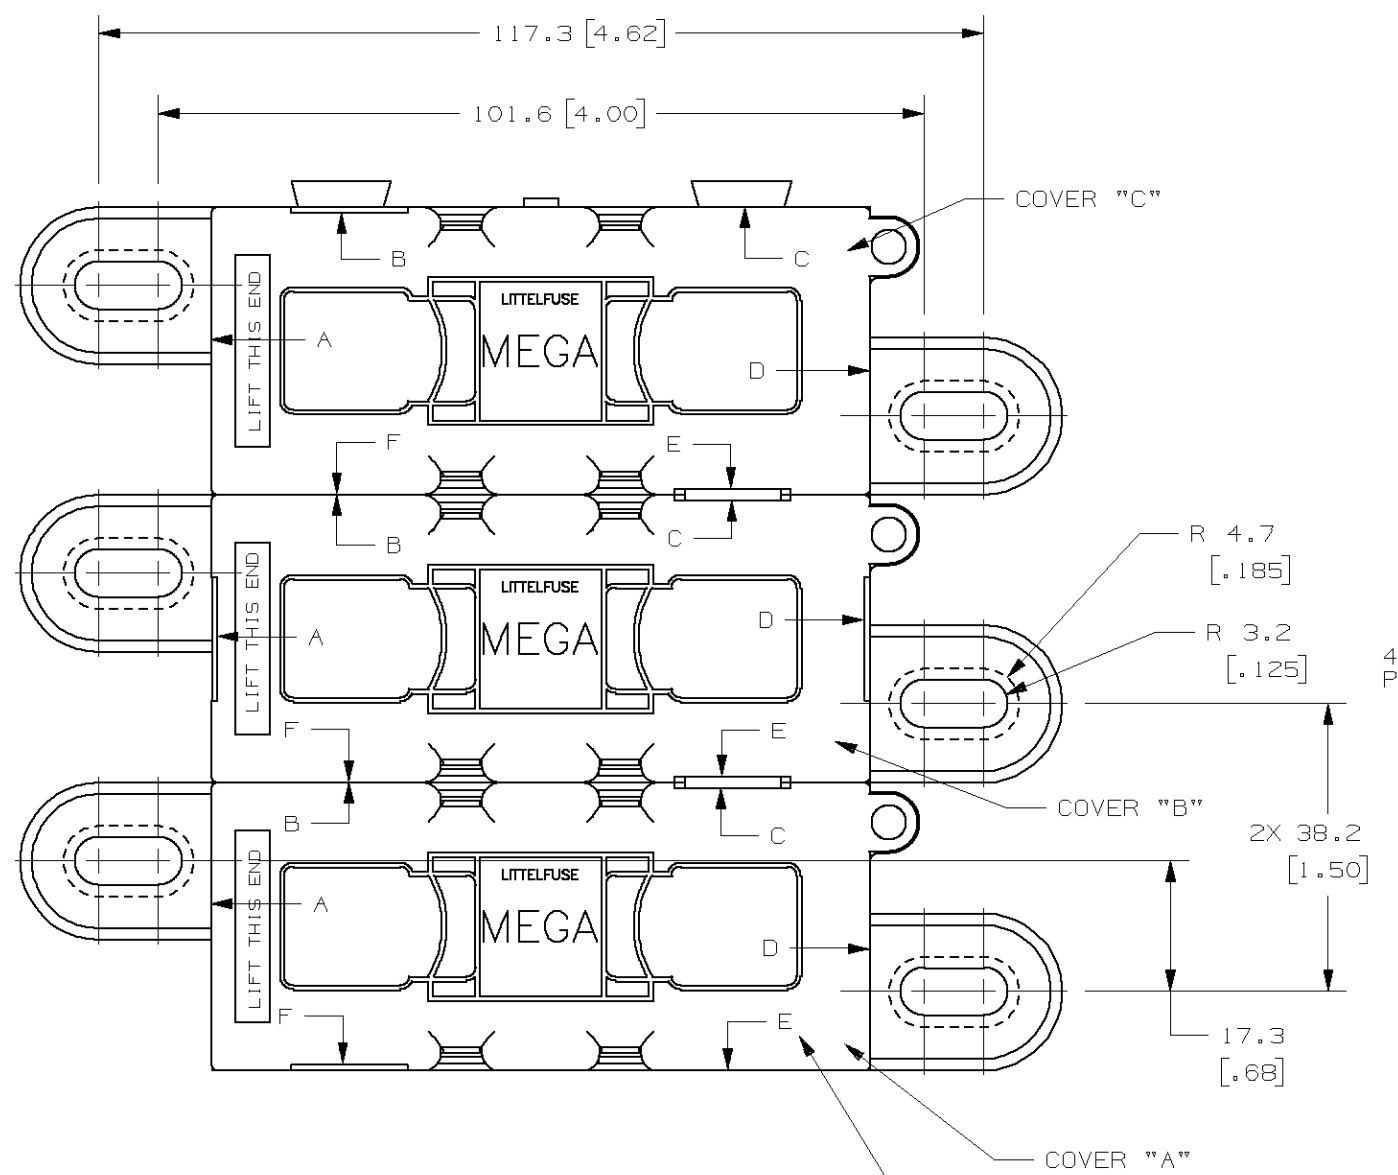 117.3 [4.62]
101.6 [4.00]
COVER "C"
B
C
LIFT THIS END
LITTELFUSE
MEGA
A
D
F
E
B
C
R 4.7
[.185]
R 3.2
[.125]
4
P
LIFT THIS END
LITTELFUSE
MEGA
A
D
F
E
COVER "B"
B
C
2X 38.2
[1.50]
LIFT THIS END
LITTELFUSE
MEGA
A
D
F
E
17.3
[.68]
COVER "A"